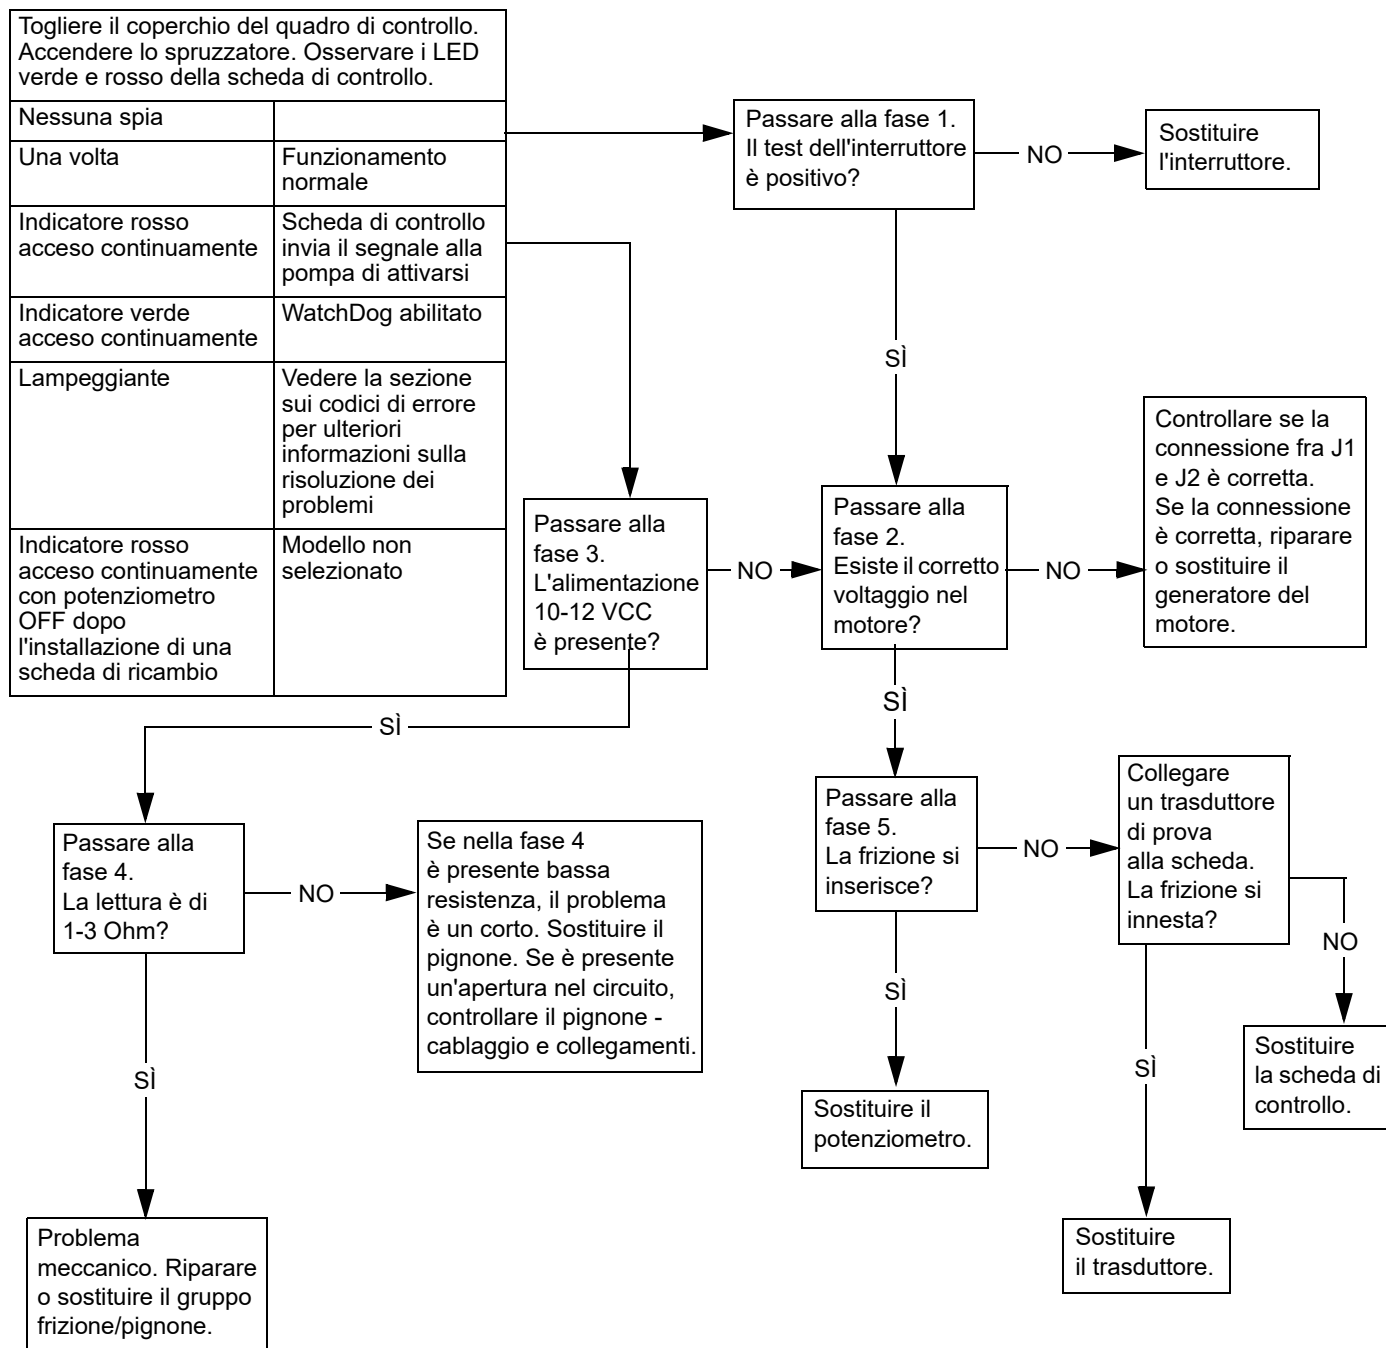 Togliere il coperchio del quadro di controllo.
Accendere lo spruzzatore. Osservare i LED
verde e rosso della scheda di controllo.
Nessuna spia
Una volta
Funzionamento
normale
Indicatore rosso
acceso continuamente
Scheda di controllo
invia il segnale alla
pompa di attivarsi
Indicatore verde
acceso continuamente
WatchDog abilitato
Lampeggiante
Vedere la sezione
sui codici di errore
per ulteriori
informazioni sulla
risoluzione dei
problemi
Indicatore rosso
acceso continuamente
con potenziometro
OFF dopo
l'installazione di una
scheda di ricambio
Modello non
selezionato
Passare alla fase 1.
Il test dell'interruttore
è positivo?
NO
Sostituire
l'interruttore.
SÌ
Passare alla
fase 3.
L'alimentazione
10-12 VCC
è presente?
NO
Passare alla
fase 2.
Esiste il corretto
voltaggio nel
motore?
NO
Controllare se la
connessione fra J1
e J2 è corretta.
Se la connessione
è corretta, riparare
o sostituire il
generatore del
motore.
SÌ
SÌ
Passare alla
fase 4.
La lettura è di
1-3 Ohm?
NO
Se nella fase 4
è presente bassa
resistenza, il problema
è un corto. Sostituire il
pignone. Se è presente
un'apertura nel circuito,
controllare il pignone -
cablaggio e collegamenti.
Passare alla
fase 5.
La frizione si
inserisce?
NO
Collegare
un trasduttore
di prova
alla scheda.
La frizione si
innesta?
NO
Sostituire
la scheda di
controllo.
SÌ
SÌ
SÌ
Sostituire il
potenziometro.
Sostituire
il trasduttore.
Problema
meccanico. Riparare
o sostituire il gruppo
frizione/pignone.